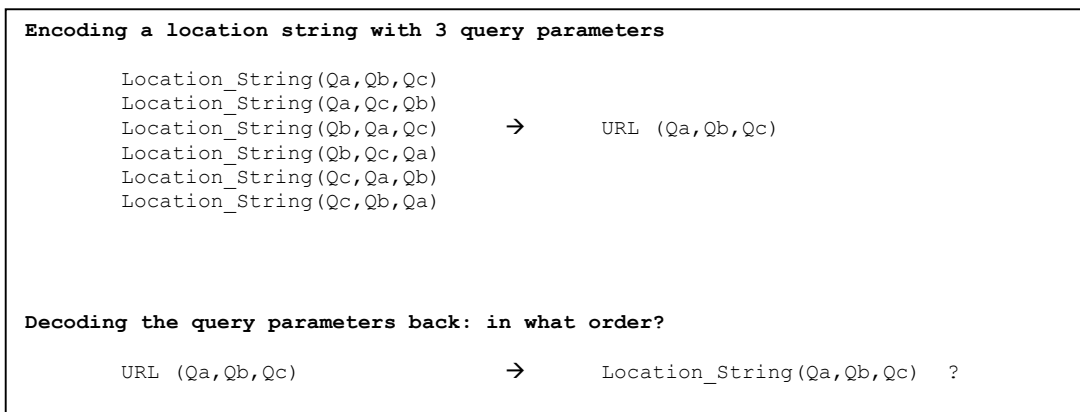 Encoding a location string with 3 query parameters
Location_String(Qa,Qb,Qc)
Location_String(Qa,Qc,Qb)
Location_String(Qb,Qa,Qc) → URL (Qa,Qb,Qc)
Location_String(Qb,Qc,Qa)
Location_String(Qc,Qa,Qb)
Location_String(Qc,Qb,Qa)
Decoding the query parameters back: in what order?
URL (Qa,Qb,Qc) → Location_String(Qa,Qb,Qc) ?